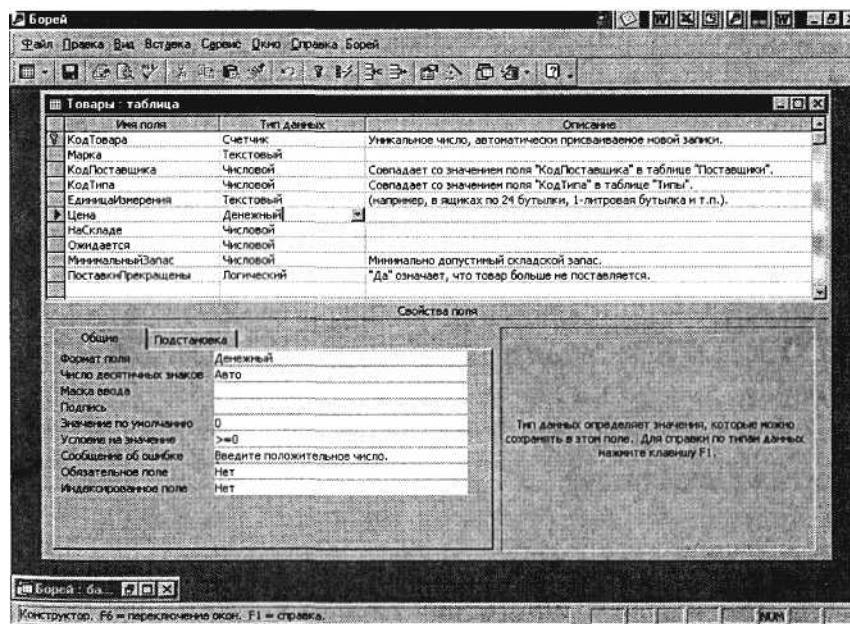 Борей
Файл Правка Вид Вставка Сервис Окно Справка Борей
Товары : таблица
Имя поля Тип данных Описание
КодТовара Счетчик Уникальное число, автоматически присваиваемое новой записи.
Марка Текстовый
КодПоставщика Числовой Совпадает со значением поля "КодПоставщика" в таблице "Поставщики".
КодТипа Числовой Совпадает со значением поля "КодТипа" в таблице "Типы".
ЕдиницаИзмерения Текстовый (например, в ящиках по 24 бутылки, 1-литровая бутылка и т.п.).
Цена Денежный
НаСкладе Числовой
Ожидается Числовой
МинимальныйЗапас Числовой Минимально допустимый складской запас.
ПоставкиПрекращены Логический "Да" означает, что товар больше не поставляется.
Свойства поля
Общие Подстановка
Формат поля Денежный
Число десятичных знаков Авто
Маска ввода
Подпись
Значение по умолчанию 0
Условие на значение >=0
Сообщение об ошибке Введите положительное число.
Обязательное поле Нет
Индексированное поле Нет
Тип данных определяет значения, которые можно
сохранять в этом поле. Для справки по типам данных
нажмите клавишу F1.
Борей : ба...
Конструктор. F6 = переключение окон. F1 = справка.
NUM